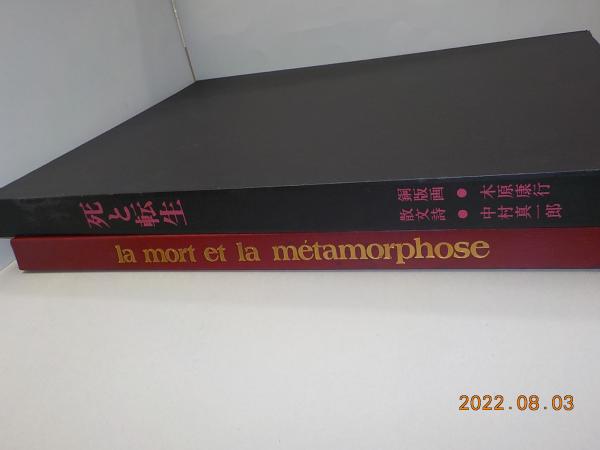 死と転生
銅版画●木原康行
散文詩●中村真一郎
la mort et la métamorphose
2022.08.03